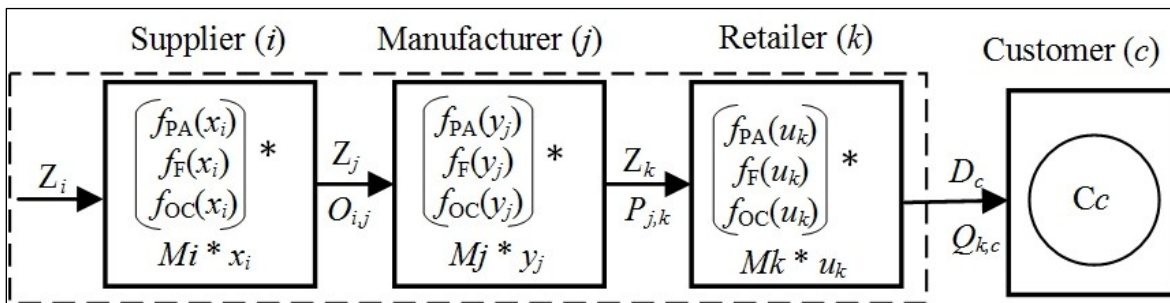 Supplier (i)
Manufacturer (j)
Retailer (k)
Customer (c)
Z_i
f_PA(x_i)
f_F(x_i)
f_OC(x_i)
*
Mi * x_i
Z_j
O_i,j
f_PA(y_j)
f_F(y_j)
f_OC(y_j)
*
Mj * y_j
Z_k
P_j,k
f_PA(u_k)
f_F(u_k)
f_OC(u_k)
*
Mk * u_k
D_c
Q_k,c
Cc